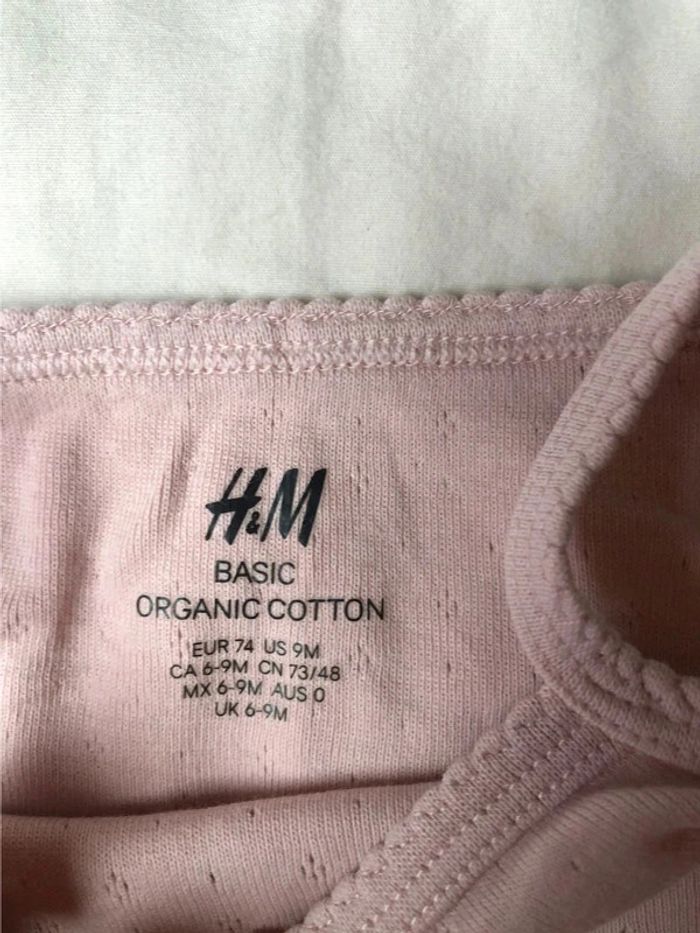 H&M
BASIC
ORGANIC COTTON
EUR 74 US 9M
CA 6-9M CN 73/48
MX 6-9M AUS 0
UK 6-9M